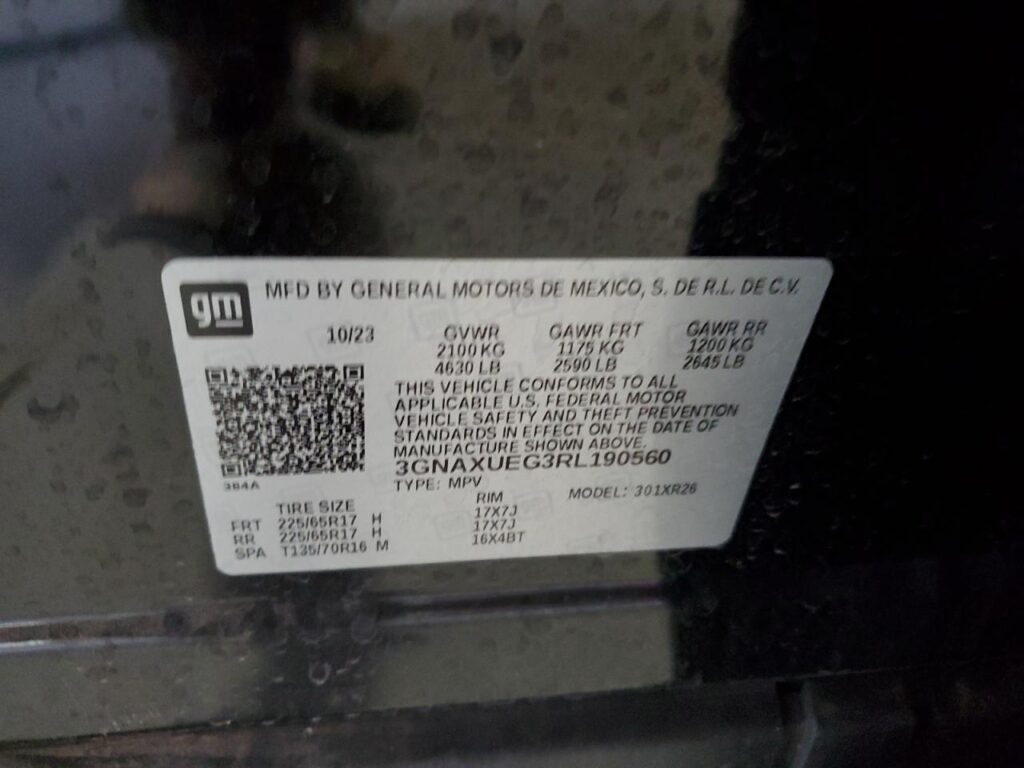 gm
MFD BY GENERAL MOTORS DE MEXICO, S. DE R.L. DE C.V.
10/23 GVWR GAWR FRT GAWR RR
2100 KG 1175 KG 1200 KG
4630 LB 2590 LB 2645 LB
THIS VEHICLE CONFORMS TO ALL
APPLICABLE U.S. FEDERAL MOTOR
VEHICLE SAFETY AND THEFT PREVENTION
STANDARDS IN EFFECT ON THE DATE OF
MANUFACTURE SHOWN ABOVE.
3GNAXUEG3RL190560
384A
TYPE: MPV MODEL: 301XR26
TIRE SIZE RIM
FRT 225/65R17 H 17X7J
RR 225/65R17 H 17X7J
SPA T135/70R16 M 16X4BT